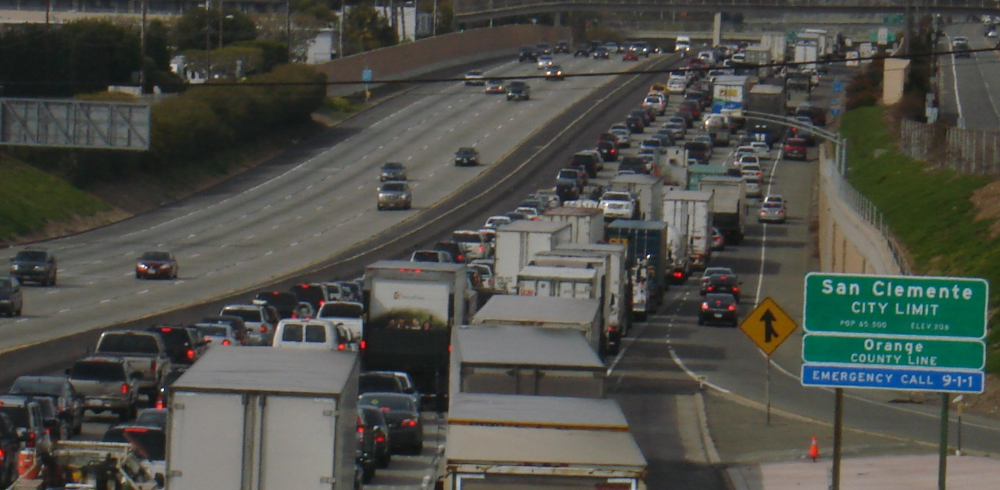 San Clemente
CITY LIMIT
POP 65,500 ELEV 208
Orange
COUNTY LINE
EMERGENCY CALL 9-1-1